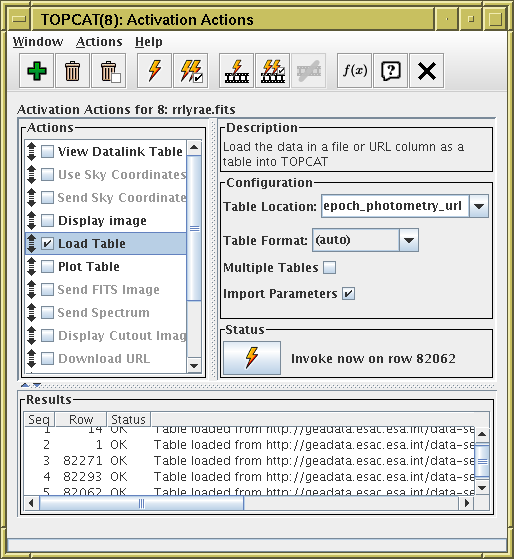 TOPCAT(8): Activation Actions
Window Actions Help
f(x) ?
Activation Actions for 8: rrlyrae.fits
Actions
View Datalink Table
Use Sky Coordinates
Send Sky Coordinate
Display image
Load Table
Plot Table
Send FITS Image
Send Spectrum
Display Cutout Imag
Download URL
Description
Load the data in a file or URL column as a
table into TOPCAT
Configuration
Table Location: epoch_photometry_url
Table Format: (auto)
Multiple Tables
Import Parameters
Status
Invoke now on row 82062
Results
Seq Row Status
1 14 OK Table loaded from http://geadata.esac.esa.int/data-se
2 1 OK Table loaded from http://geadata.esac.esa.int/data-se
3 82271 OK Table loaded from http://geadata.esac.esa.int/data-se
4 82293 OK Table loaded from http://geadata.esac.esa.int/data-se
5 82062 OK Table loaded from http://geadata.esac.esa.int/data-se